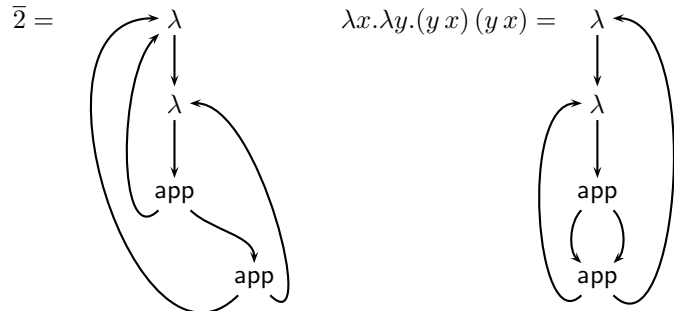 2̅ = λ λx.λy.(y x) (y x) = λ
λ λ
app app
app app